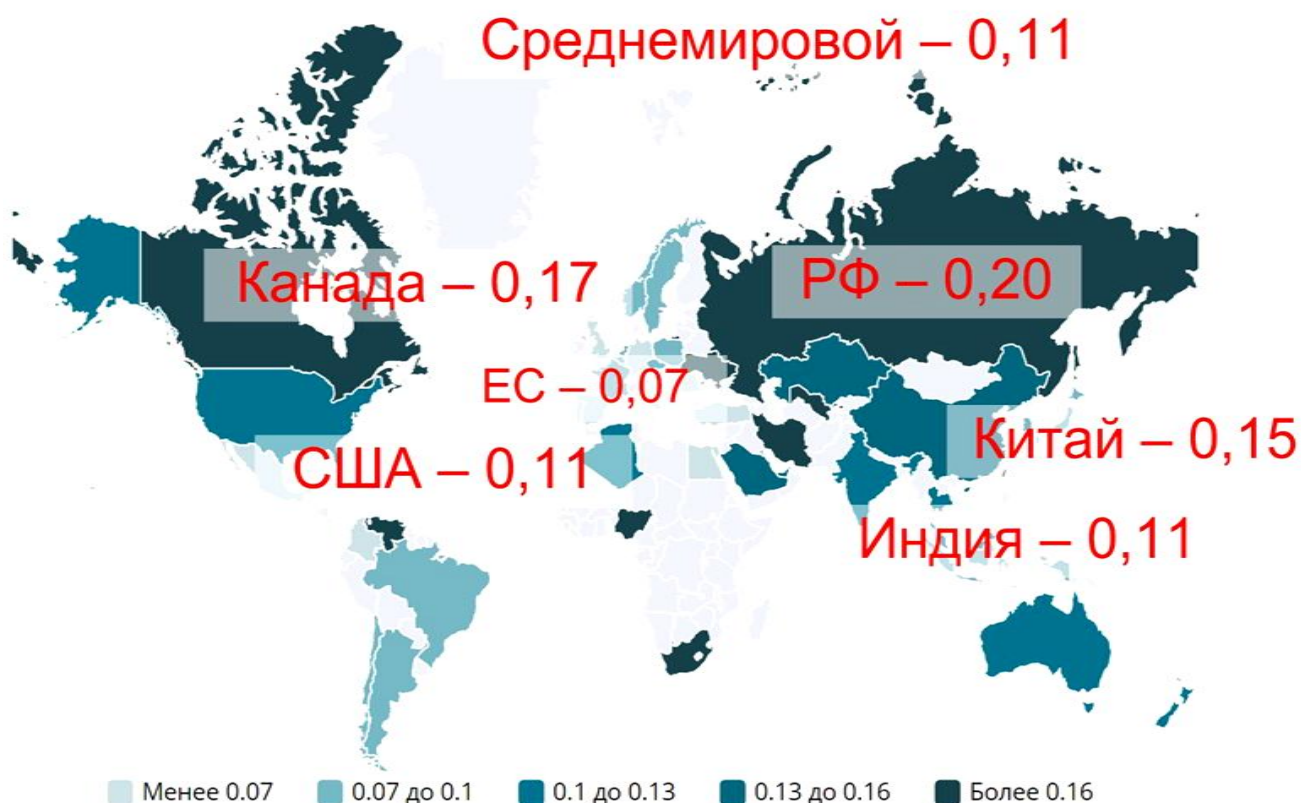 Среднемировой – 0,11
Канада – 0,17
РФ – 0,20
ЕС – 0,07
Китай – 0,15
США – 0,11
Индия – 0,11
Менее 0.07
0.07 до 0.1
0.1 до 0.13
0.13 до 0.16
Более 0.16